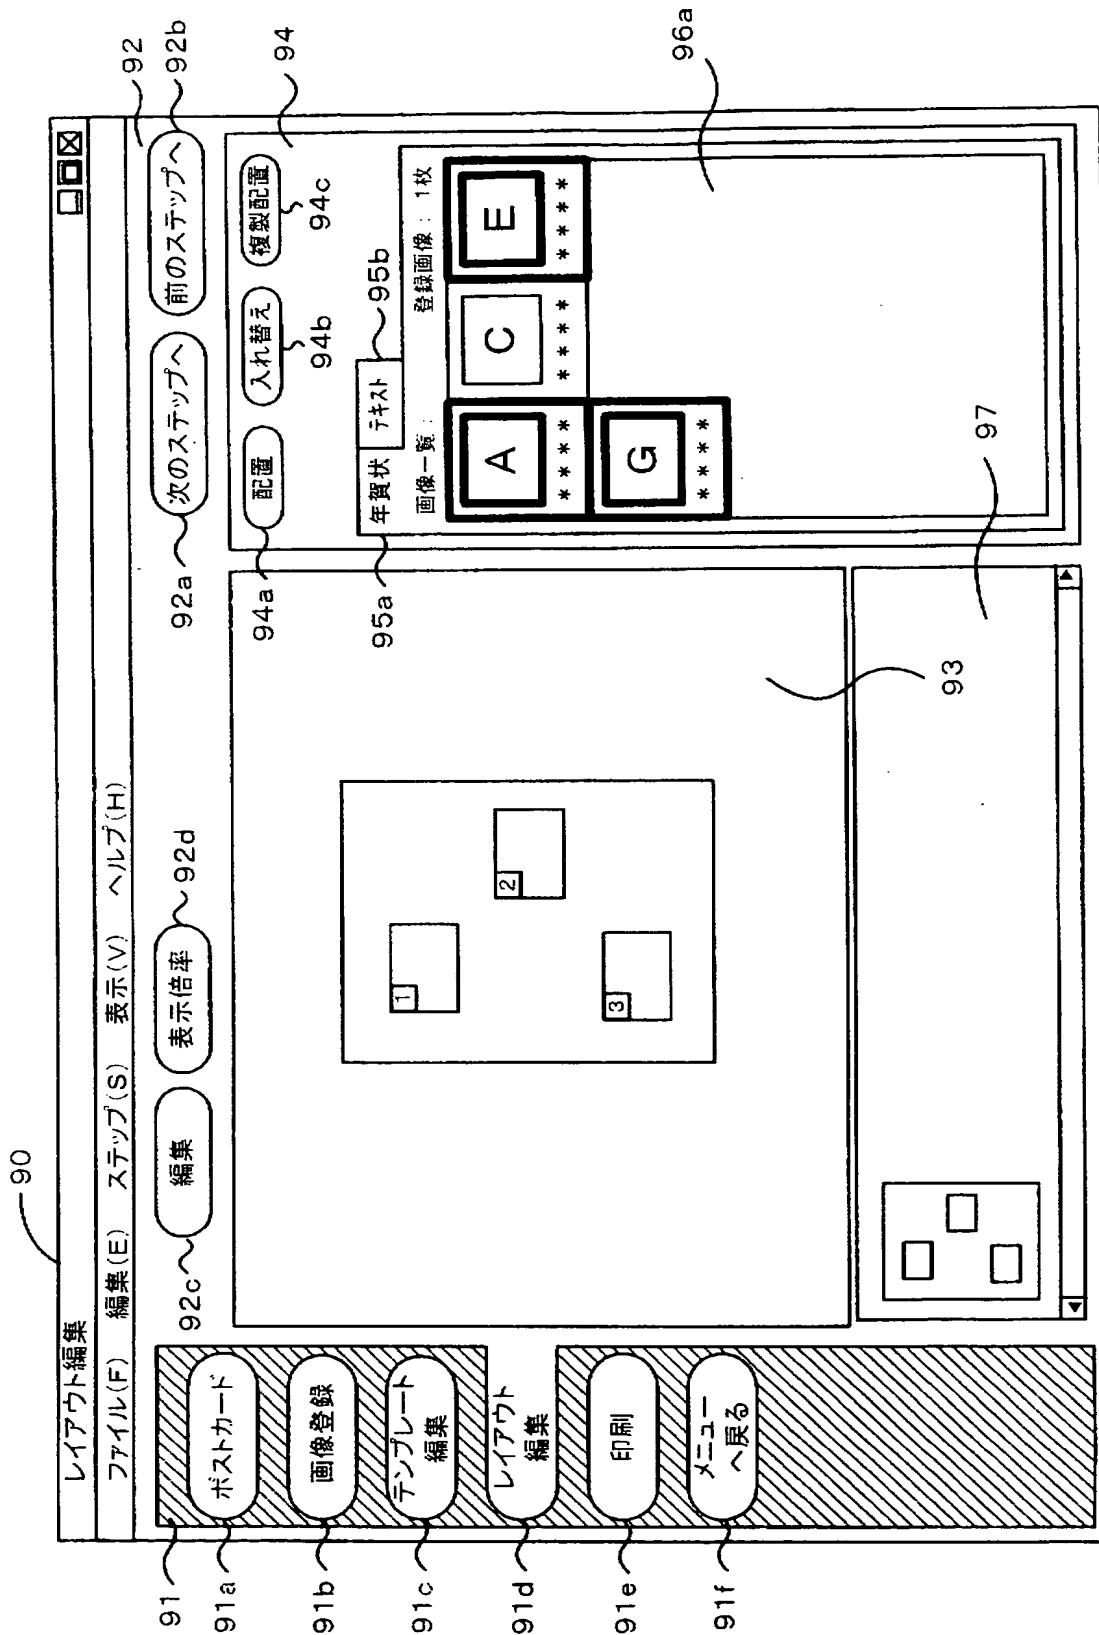 90
レイアウト編集
ファイル(F) 編集(E) ステップ(S) 表示(V) ヘルプ(H)
92
91
91a
ポストカード
91b
画像登録
91c
テンプレート
編集
91d
レイアウト
編集
91e
印刷
91f
メニュー
へ戻る
92c
編集
表示倍率
92d
92a
次のステップへ
前のステップへ
92b
1
2
3
93
94
94a
配置
入れ替え
94b
複製配置
94c
95a
年賀状
テキスト
95b
画像一覧: 登録画像: 1枚
A C E
**** **** ****
G
****
96a
97